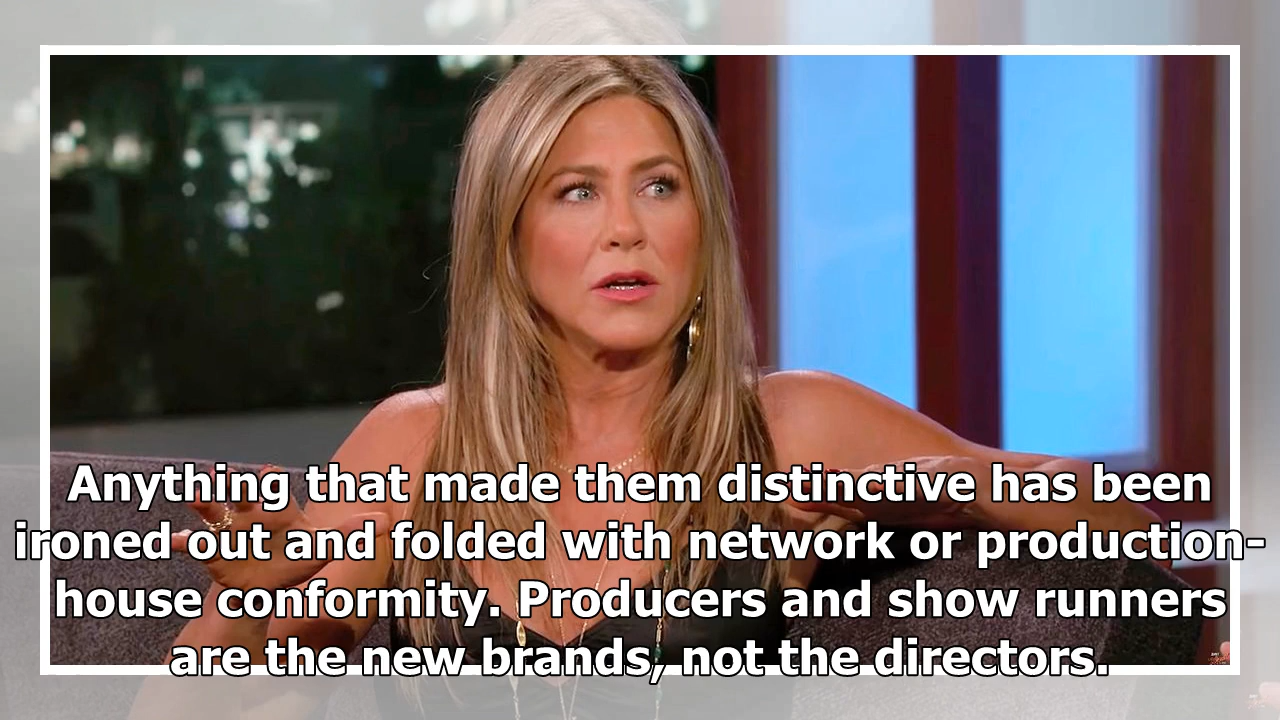 Anything that made them distinctive has been
ironed out and folded with network or production-
house conformity. Producers and show runners
are the new brands, not the directors.